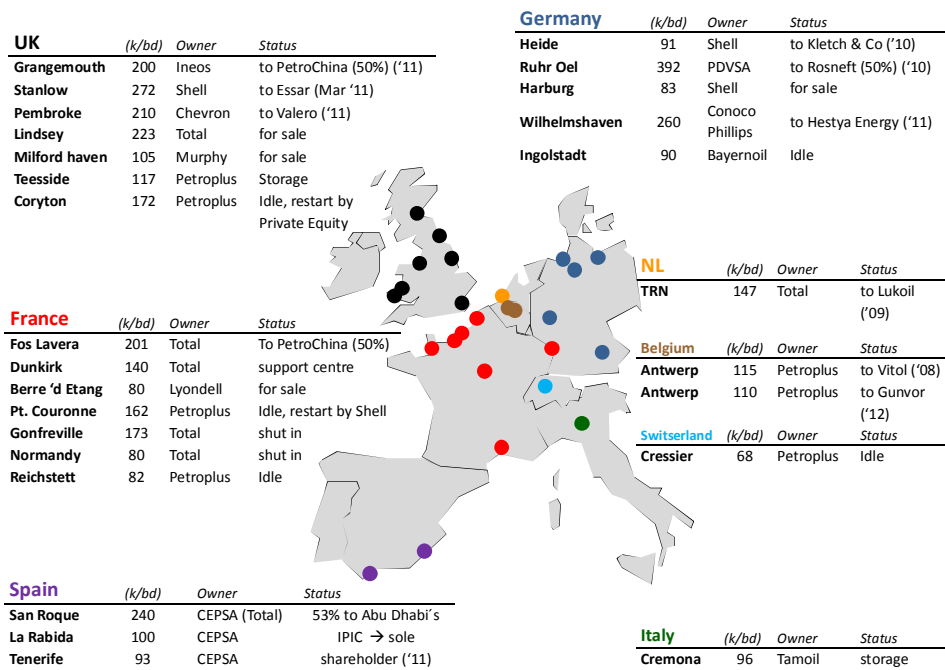 UK (k/bd) Owner Status
Grangemouth 200 Ineos to PetroChina (50%) (‘11)
Stanlow 272 Shell to Essar (Mar ‘11)
Pembroke 210 Chevron to Valero (‘11)
Lindsey 223 Total for sale
Milford haven 105 Murphy for sale
Teesside 117 Petroplus Storage
Coryton 172 Petroplus Idle, restart by
Private Equity
Germany (k/bd) Owner Status
Heide 91 Shell to Kletch & Co (’10)
Ruhr Oel 392 PDVSA to Rosneft (50%) (‘10)
Harburg 83 Shell for sale
Wilhelmshaven 260 Conoco
Phillips to Hestya Energy (‘11)
Ingolstadt 90 Bayernoil Idle
NL (k/bd) Owner Status
TRN 147 Total to Lukoil
(’09)
France (k/bd) Owner Status
Fos Lavera 201 Total To PetroChina (50%)
Dunkirk 140 Total support centre
Berre ‘d Etang 80 Lyondell for sale
Pt. Couronne 162 Petroplus Idle, restart by Shell
Gonfreville 173 Total shut in
Normandy 80 Total shut in
Reichstett 82 Petroplus Idle
Belgium (k/bd) Owner Status
Antwerp 115 Petroplus to Vitol (‘08)
Antwerp 110 Petroplus to Gunvor
(‘12)
Switserland (k/bd) Owner Status
Cressier 68 Petroplus Idle
Spain (k/bd) Owner Status
San Roque 240 CEPSA (Total) 53% to Abu Dhabi´s
La Rabida 100 CEPSA IPIC → sole
Tenerife 93 CEPSA shareholder (‘11)
Italy (k/bd) Owner Status
Cremona 96 Tamoil storage